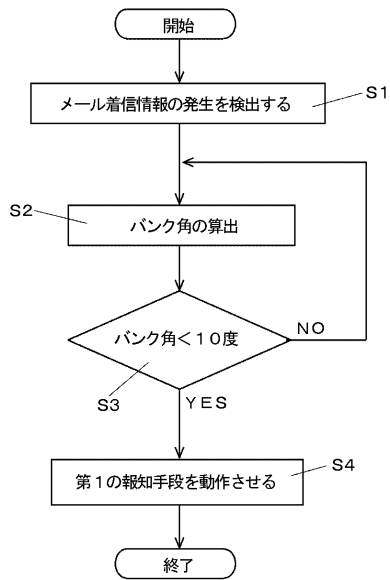 開始
メール着信情報の発生を検出する
S1
S2
バンク角の算出
バンク角＜１０度
NO
S3
YES
第１の報知手段を動作させる
S4
終了